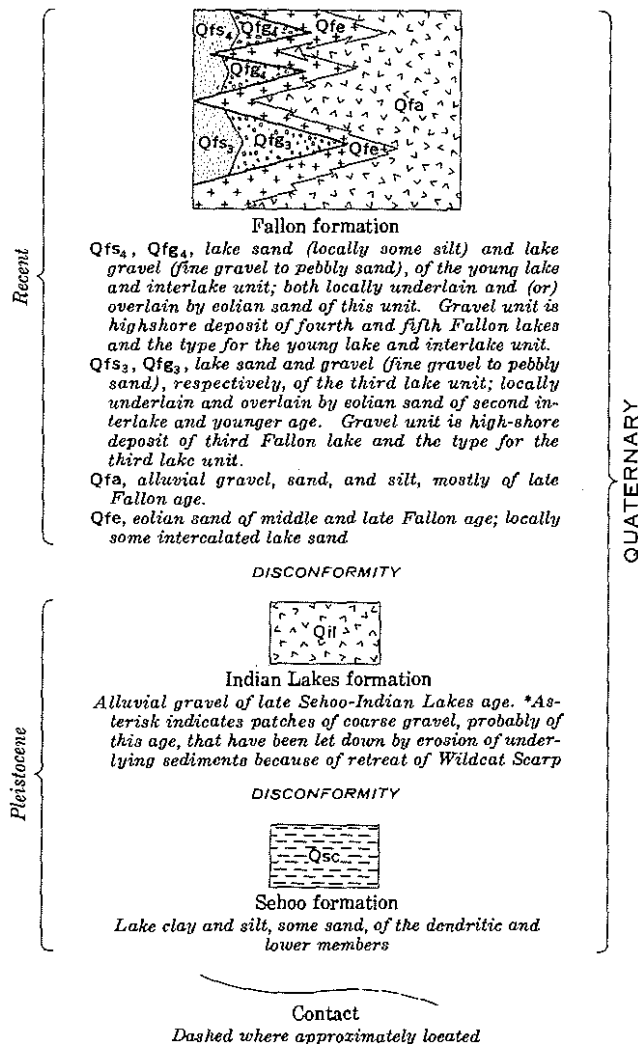 Qfs4 Qfg4 Qfe
Qfg4
Qfa
Qfs3 Qfg3 Qfe
Fallon formation
Qfs4, Qfg4, lake sand (locally some silt) and lake
gravel (fine gravel to pebbly sand), of the young lake
and interlake unit; both locally underlain and (or)
overlain by eolian sand of this unit. Gravel unit is
highshore deposit of fourth and fifth Fallon lakes
and the type for the young lake and interlake unit.
Qfs3, Qfg3, lake sand and gravel (fine gravel to pebbly
sand), respectively, of the third lake unit; locally
underlain and overlain by eolian sand of second in-
terlake and younger age. Gravel unit is high-shore
deposit of third Fallon lake and the type for the
third lake unit.
Qfa, alluvial gravel, sand, and silt, mostly of late
Fallon age.
Qfe, eolian sand of middle and late Fallon age; locally
some intercalated lake sand
Recent
DISCONFORMITY
Qil
Indian Lakes formation
Alluvial gravel of late Sehoo-Indian Lakes age. *As-
terisk indicates patches of coarse gravel, probably of
this age, that have been let down by erosion of under-
lying sediments because of retreat of Wildcat Scarp
DISCONFORMITY
Qsc
Sehoo formation
Lake clay and silt, some sand, of the dendritic and
lower members
Pleistocene
QUATERNARY
Contact
Dashed where approximately located